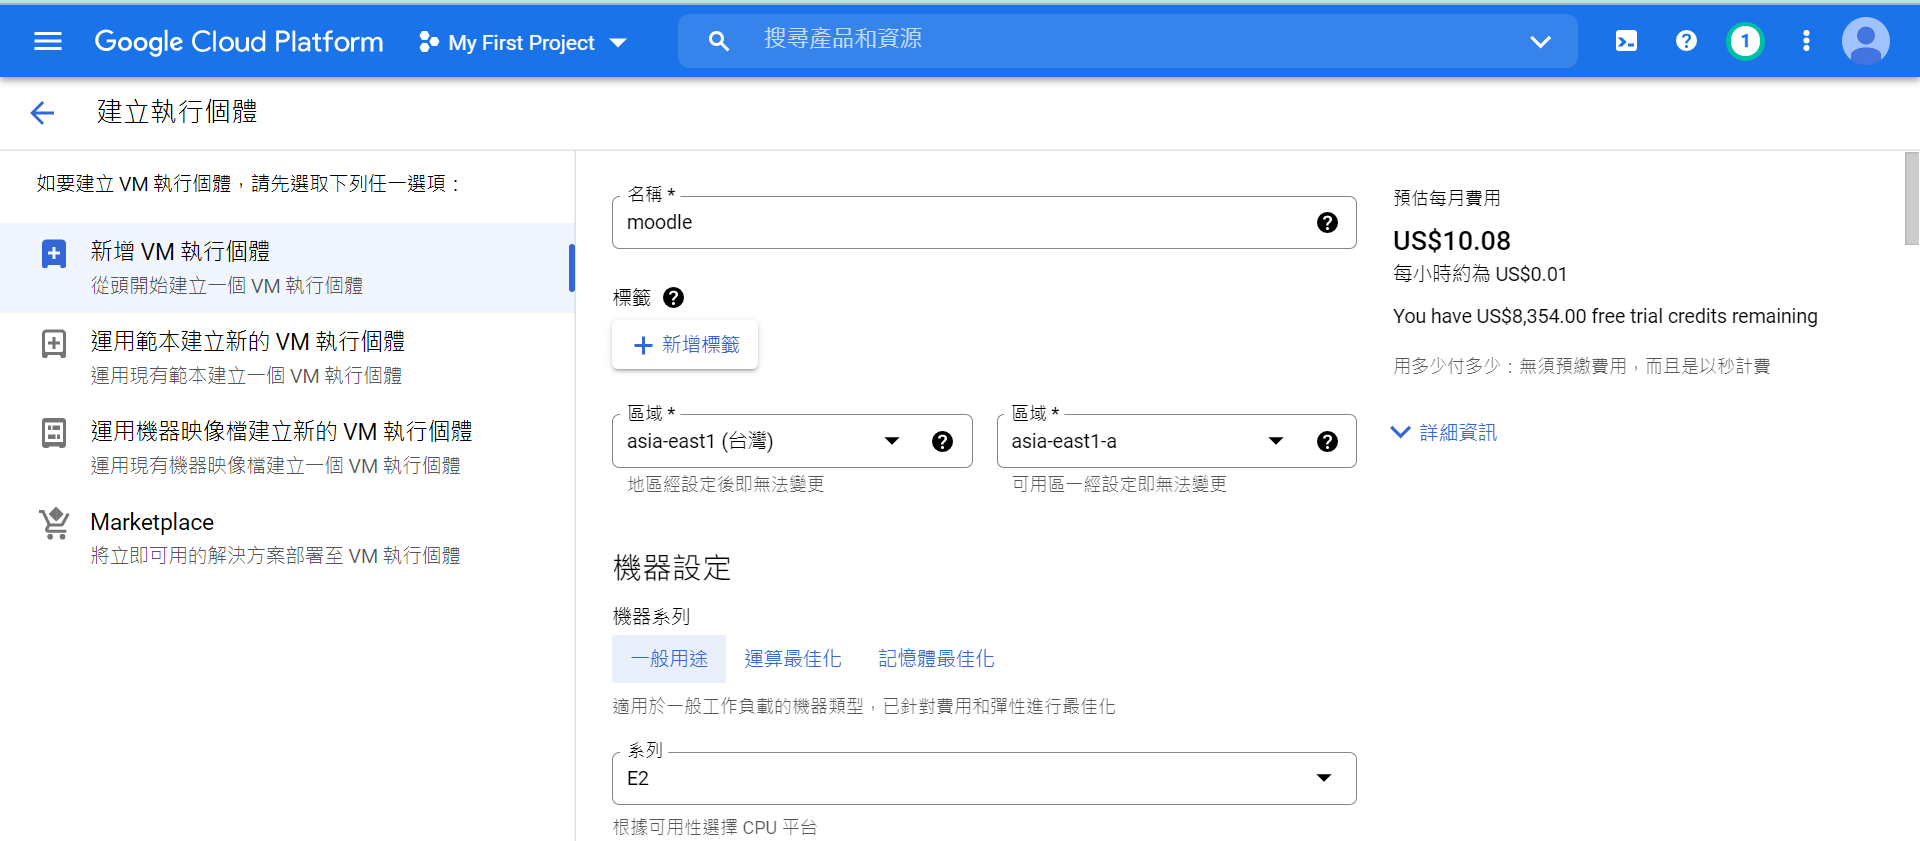 Google Cloud Platform
My First Project
搜尋產品和資源
1
建立執行個體
如要建立 VM 執行個體，請先選取下列任一選項：
新增 VM 執行個體
從頭開始建立一個 VM 執行個體
運用範本建立新的 VM 執行個體
運用現有範本建立一個 VM 執行個體
運用機器映像檔建立新的 VM 執行個體
運用現有機器映像檔建立一個 VM 執行個體
Marketplace
將立即可用的解決方案部署至 VM 執行個體
名稱 *
moodle
標籤
新增標籤
區域 *
asia-east1 (台灣)
地區經設定後即無法變更
區域 *
asia-east1-a
可用區一經設定即無法變更
機器設定
機器系列
一般用途
運算最佳化
記憶體最佳化
適用於一般工作負載的機器類型，已針對費用和彈性進行最佳化
系列
E2
根據可用性選擇 CPU 平台
預估每月費用
US$10.08
每小時約為 US$0.01
You have US$8,354.00 free trial credits remaining
用多少付多少：無須預繳費用，而且是以秒計費
詳細資訊